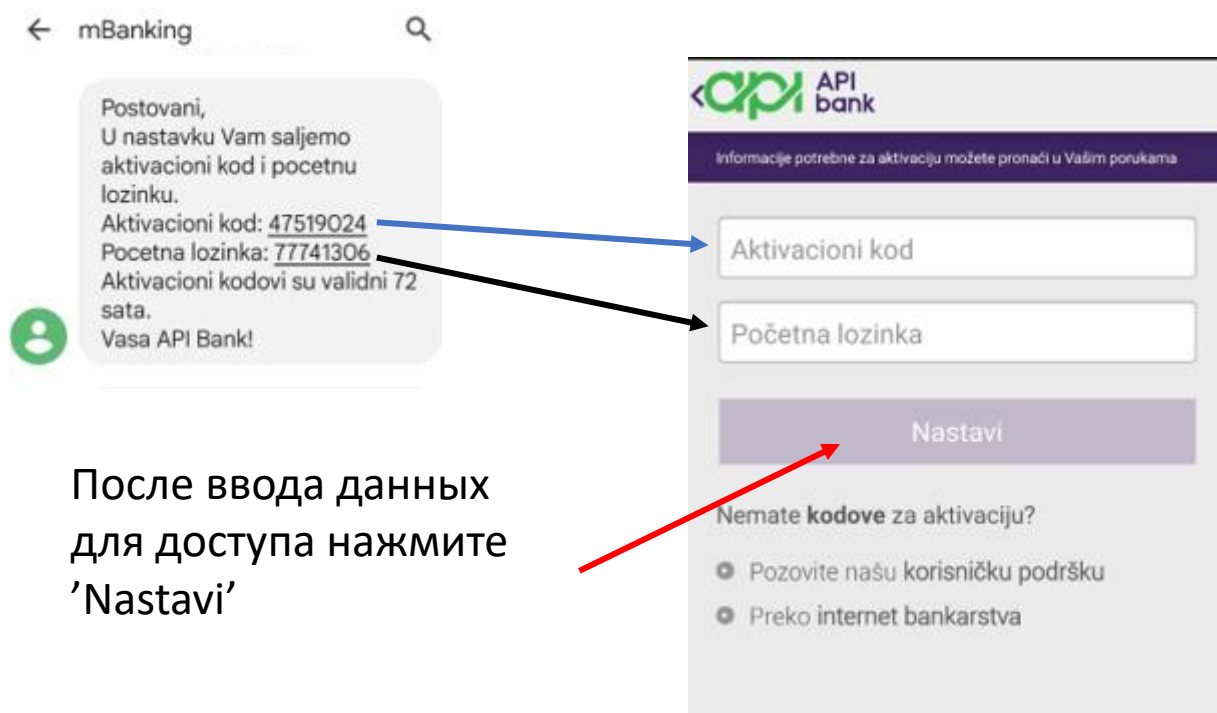 mBanking
Postovani,
U nastavku Vam saljemo
aktivacioni kod i pocetnu
lozinku.
Aktivacioni kod: 47519024
Pocetna lozinka: 77741306
Aktivacioni kodovi su validni 72
sata.
Vasa API Bank!
После ввода данных
для доступа нажмите
’Nastavi’
api API
bank
Informacije potrebne za aktivaciju možete pronaći u Vašim porukama
Aktivacioni kod
Početna lozinka
Nastavi
Nemate kodove za aktivaciju?
Pozovite našu korisničku podršku
Preko internet bankarstva